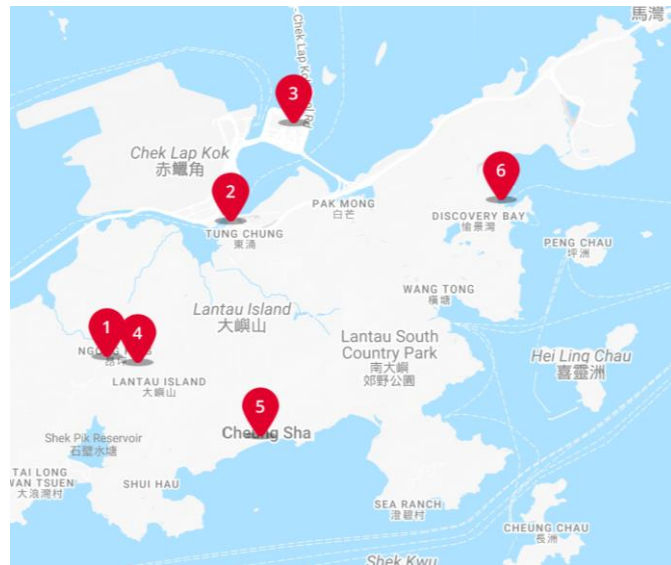 馬灣
Chek Lap Kok
3
Chek Lap Kok
赤鱲角
2
6
PAK MONG
白芒
DISCOVERY BAY
愉景灣
TUNG CHUNG
東涌
PENG CHAU
坪洲
WANG TONG
橫塘
Lantau Island
大嶼山
1
4
Lantau South
Country Park
南大嶼
郊野公園
Hei Ling Chau
喜靈洲
LANTAU ISLAND
大嶼山
5
Cheung Sha
Shek Pik Reservoir
石壁水塘
TAI LONG
WAN TSUEN
大浪灣村
SHUI HAU
SEA RANCH
澄碧村
CHEUNG CHAU
長洲
Shek Kwu